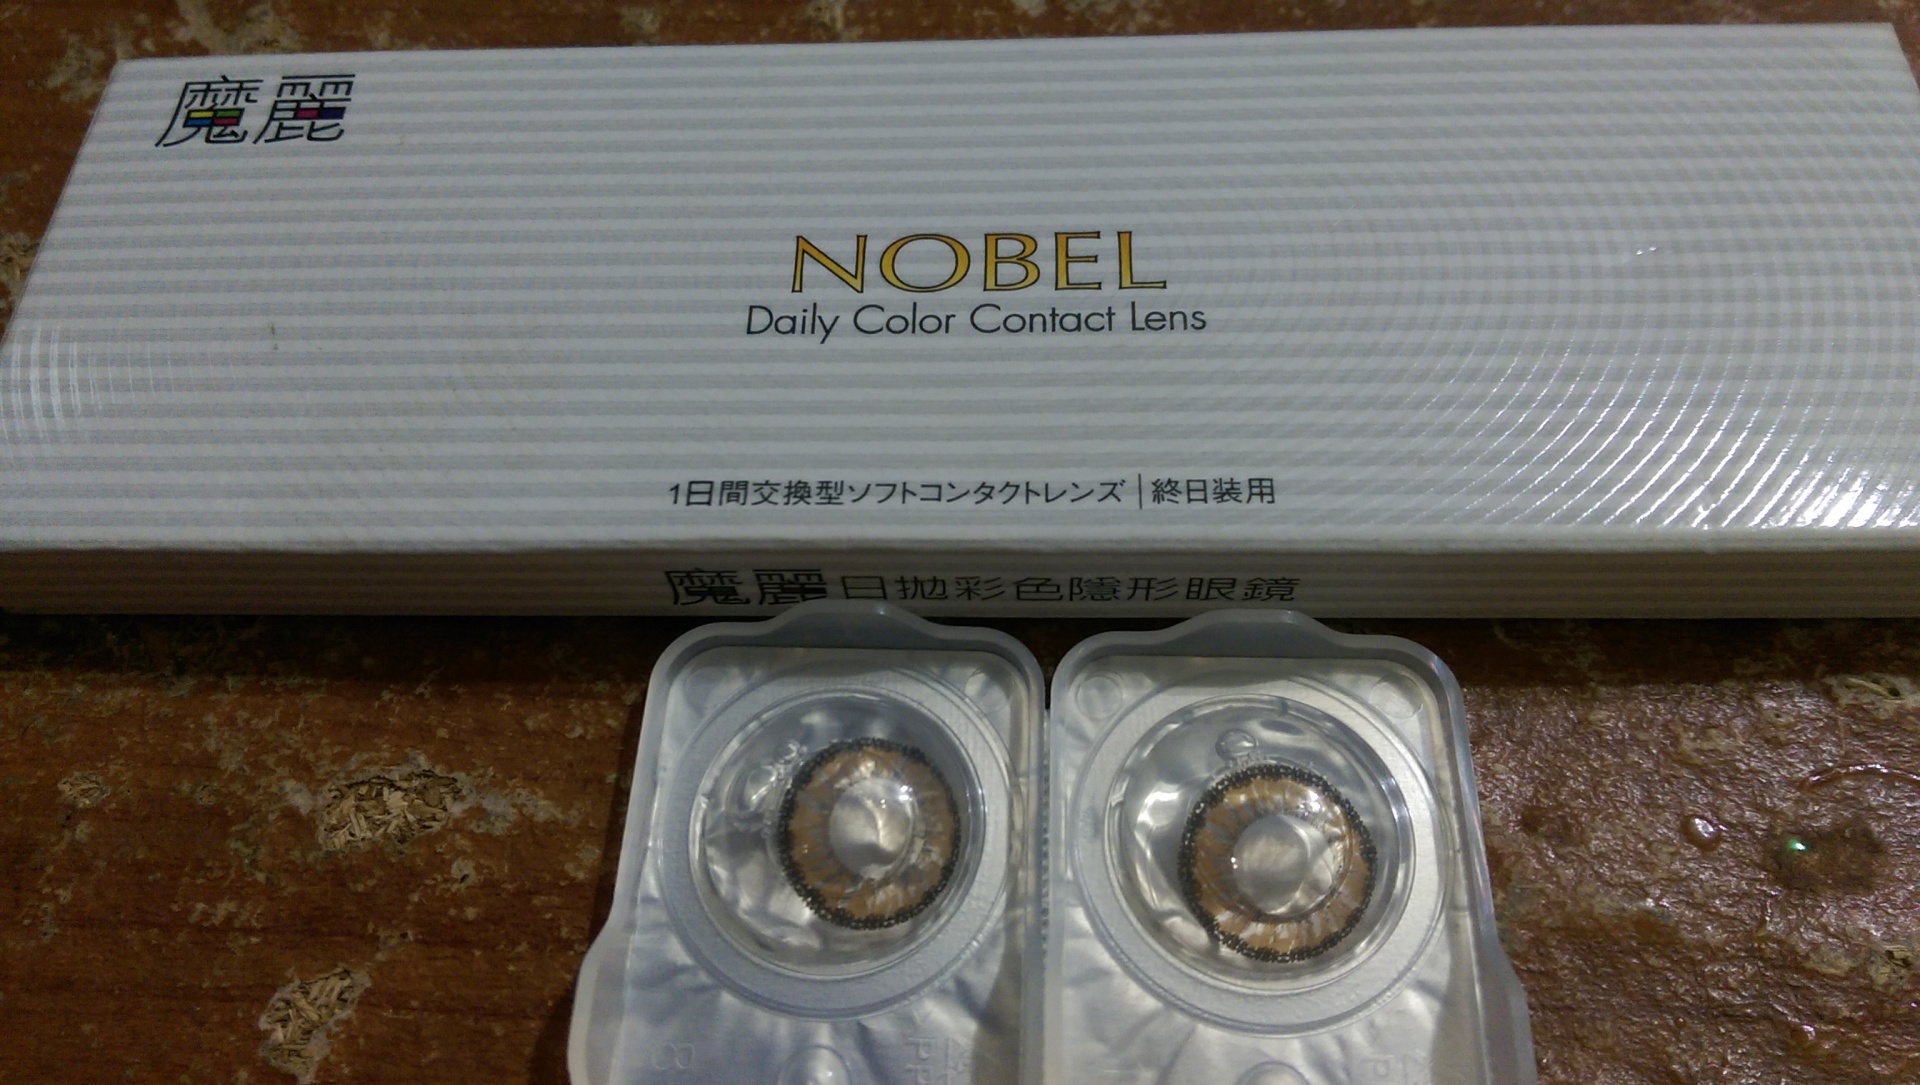 魔麗
NOBEL
Daily Color Contact Lens
1日間交換型ソフトコンタクトレンズ|終日装用
魔麗日拋彩色隱形眼鏡